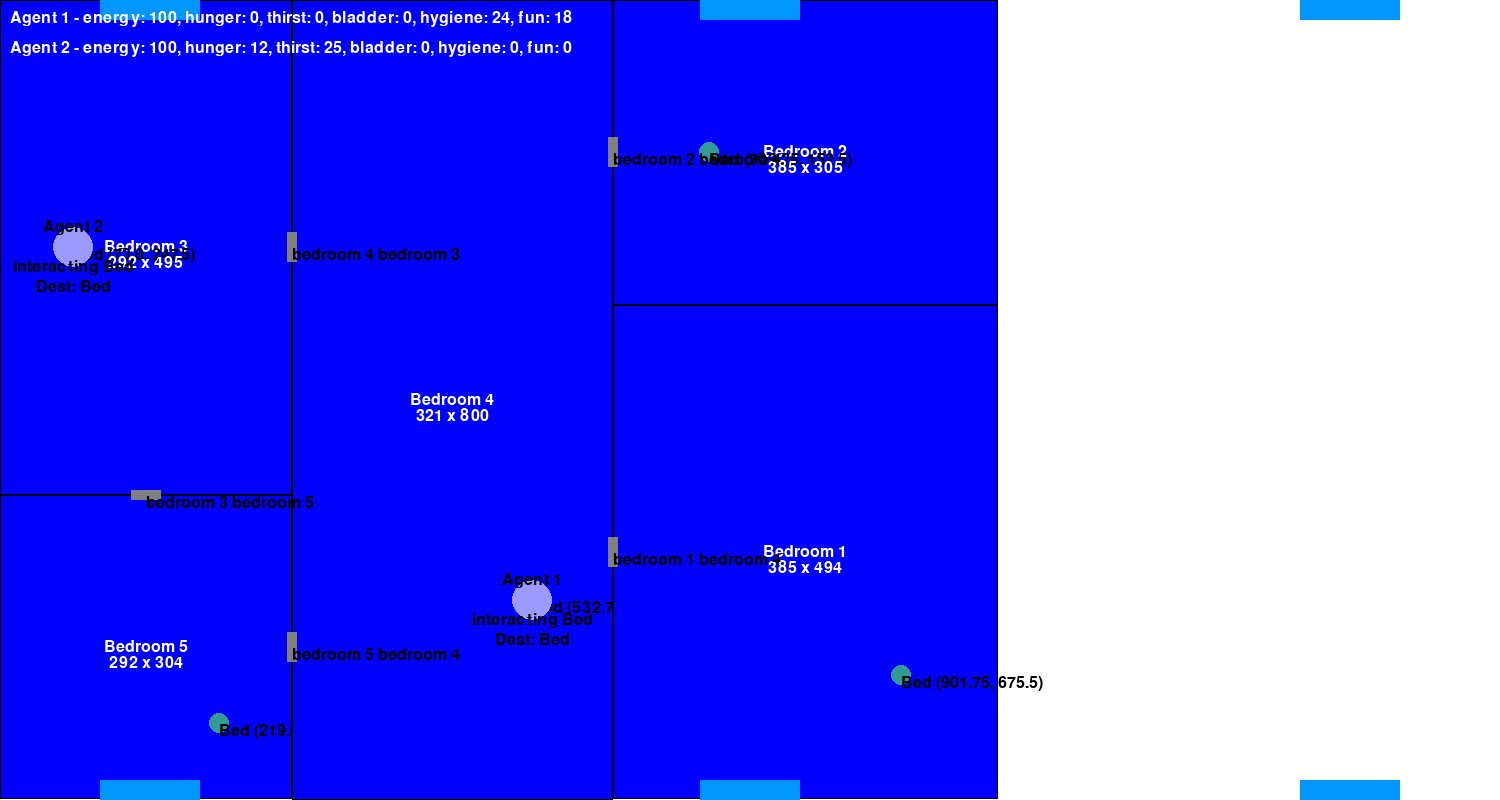 Agent 1 - energy: 100, hunger: 0, thirst: 0, bladder: 0, hygiene: 24, fun: 18
Agent 2 - energy: 100, hunger: 12, thirst: 25, bladder: 0, hygiene: 0, fun: 0
Bedroom 2
385 x 305
bedroom 2
Agent 2
Bedroom 3
292 x 495
interacting Bed
Dest: Bed
bedroom 4 bedroom 3
Bedroom 4
321 x 800
bedroom 3 bedroom 5
Bedroom 1
385 x 494
bedroom 1 bedroom
Agent 1
(532.7
interacting Bed
Dest: Bed
Bedroom 5
292 x 304
bedroom 5 bedroom 4
Bed (901.75, 675.5)
Bed (219.